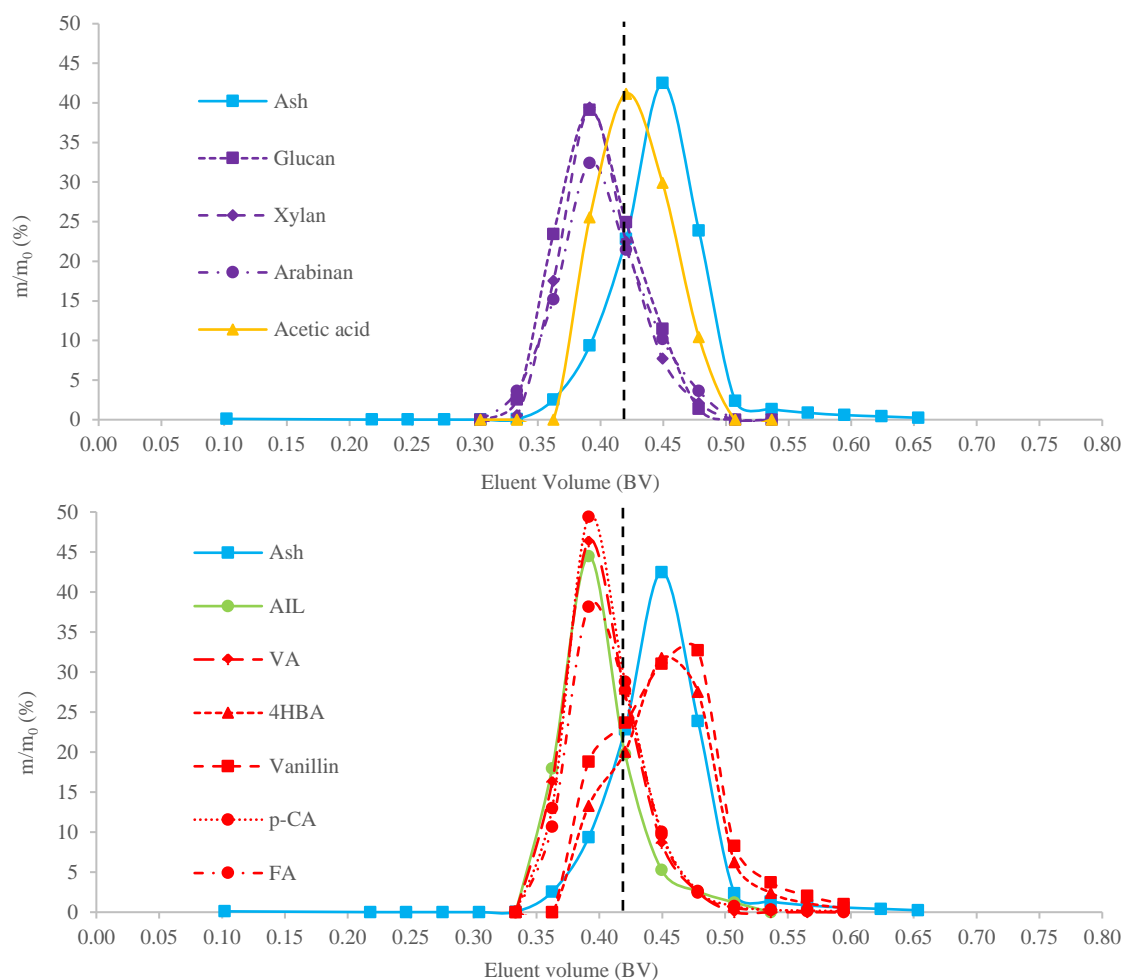 50
45
40
35
30
25
20
15
10
5
0
m/m₀ (%)
Ash
Glucan
Xylan
Arabinan
Acetic acid
0.00 0.05 0.10 0.15 0.20 0.25 0.30 0.35 0.40 0.45 0.50 0.55 0.60 0.65 0.70 0.75 0.80
Eluent Volume (BV)
50
45
40
35
30
25
20
15
10
5
0
m/m₀ (%)
Ash
AIL
VA
4HBA
Vanillin
p-CA
FA
0.00 0.05 0.10 0.15 0.20 0.25 0.30 0.35 0.40 0.45 0.50 0.55 0.60 0.65 0.70 0.75 0.80
Eluent volume (BV)